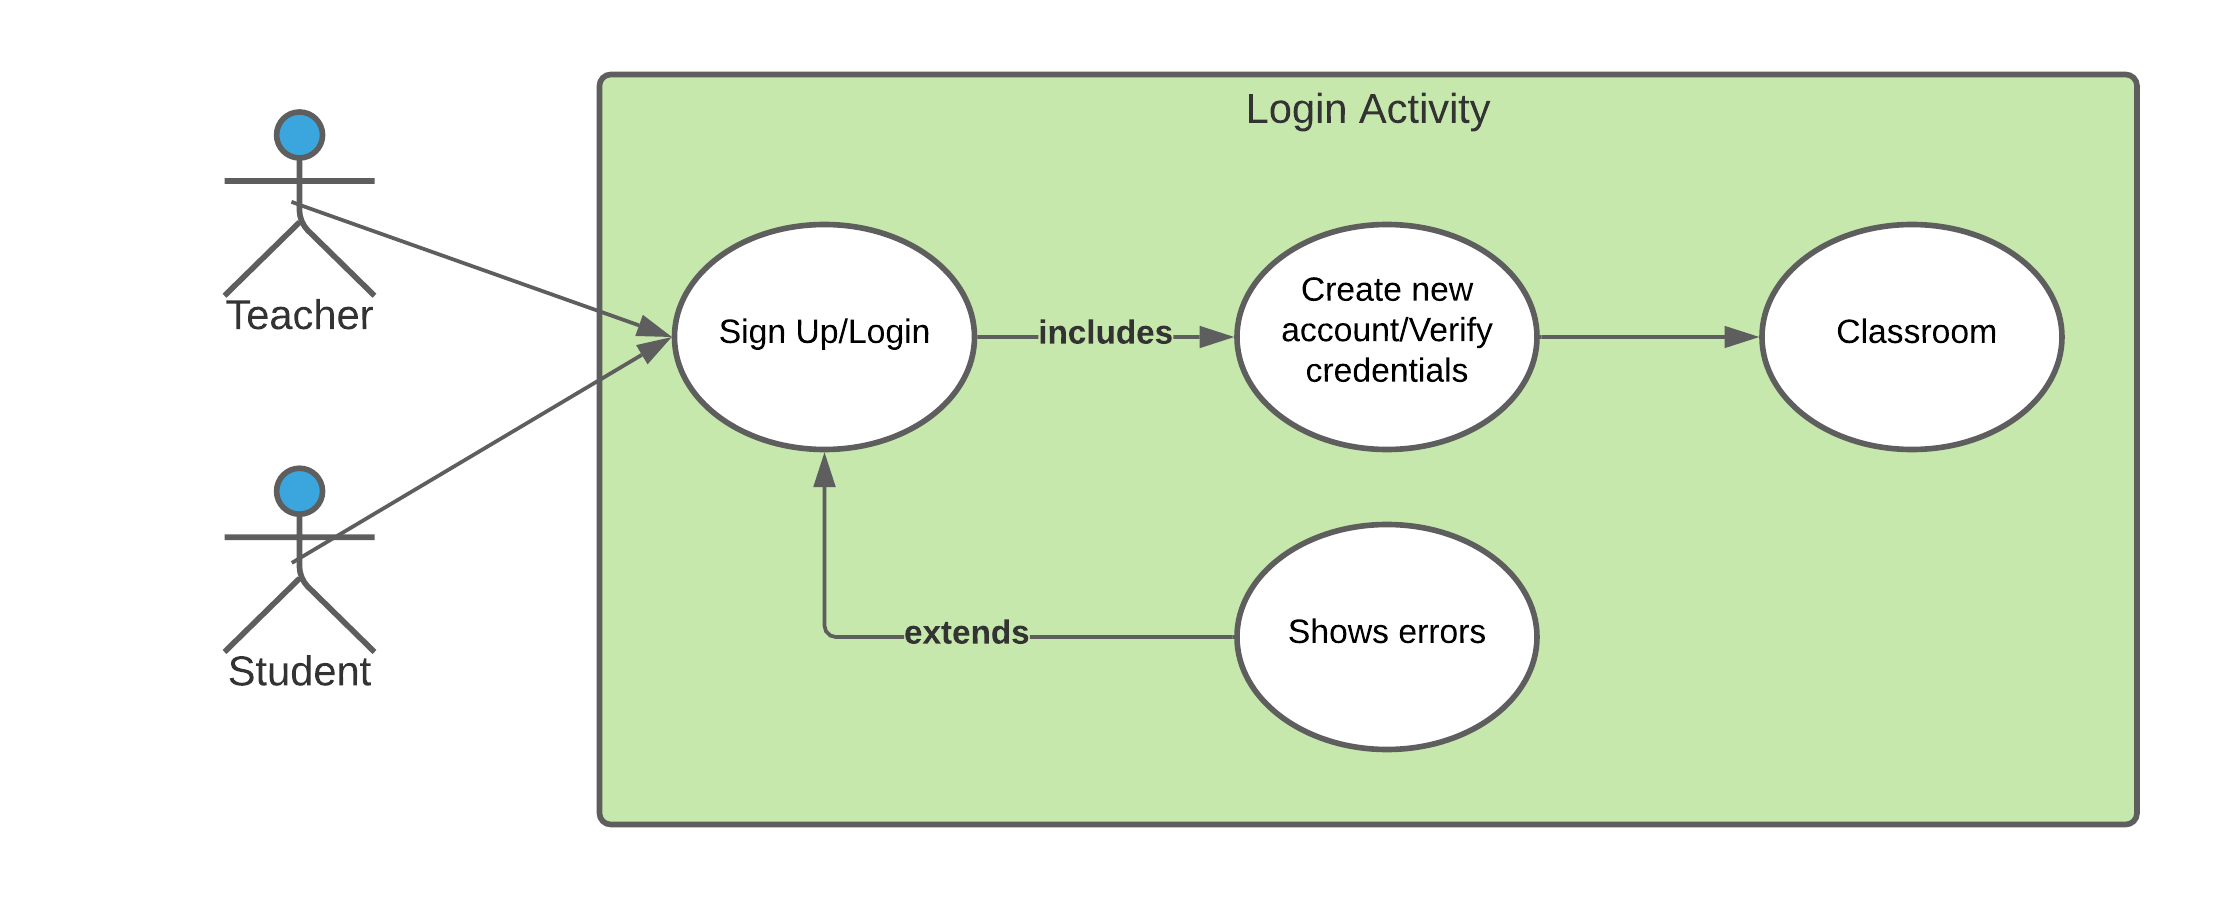 Login Activity
Teacher
Sign Up/Login
includes
Create new
account/Verify
credentials
Classroom
Student
extends
Shows errors